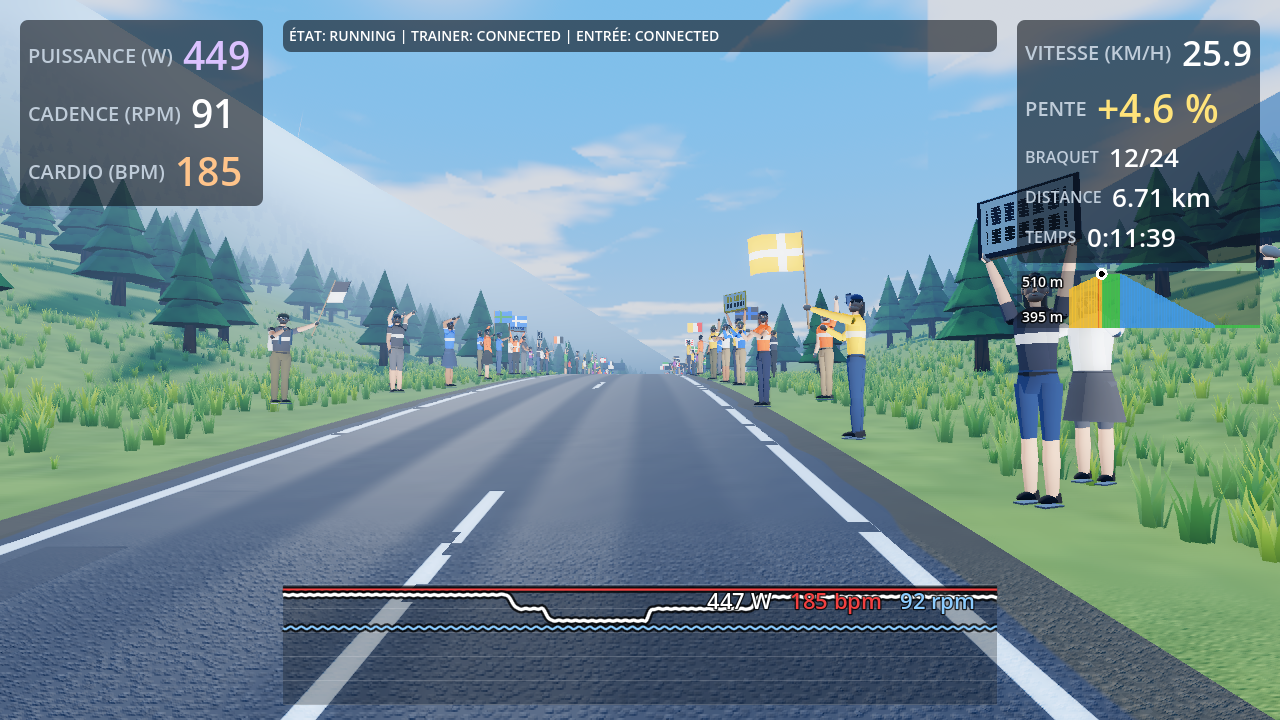 PUISSANCE (W) 449
CADENCE (RPM) 91
CARDIO (BPM) 185
ÉTAT: RUNNING | TRAINER: CONNECTED | ENTRÉE: CONNECTED
VITESSE (KM/H) 25.9
PENTE +4.6 %
BRAQUET 12/24
DISTANCE 6.71 km
TEMPS 0:11:39
510 m
395 m
447 W 185 bpm 92 rpm